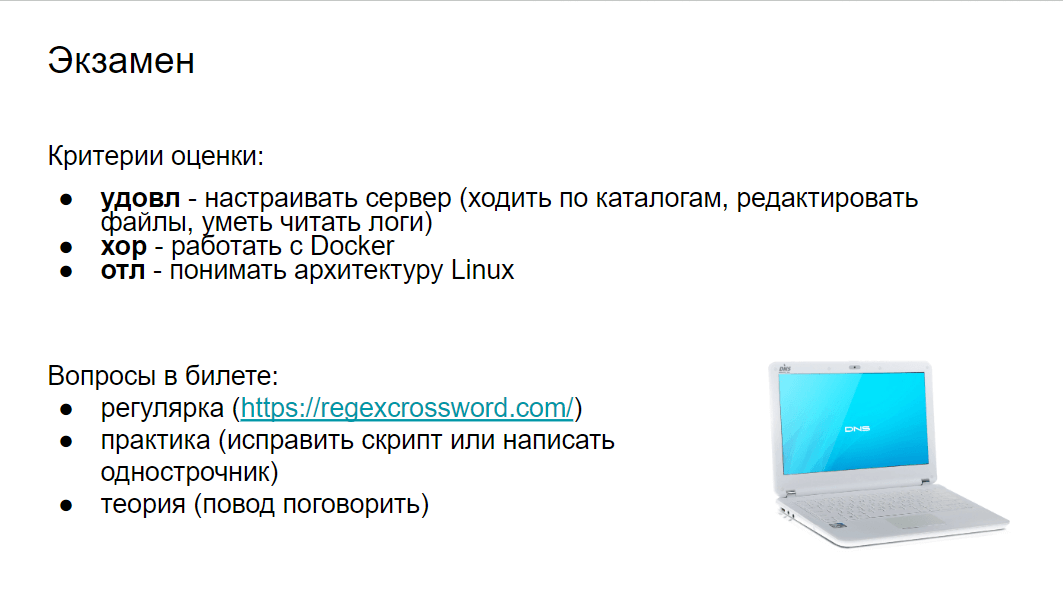 Экзамен
Критерии оценки:
● удовл - настраивать сервер (ходить по каталогам, редактировать
файлы, уметь читать логи)
● хор - работать с Docker
● отл - понимать архитектуру Linux
Вопросы в билете:
● регулярка (https://regexcrossword.com/)
● практика (исправить скрипт или написать
однострочник)
● теория (повод поговорить)
DNS
DNS